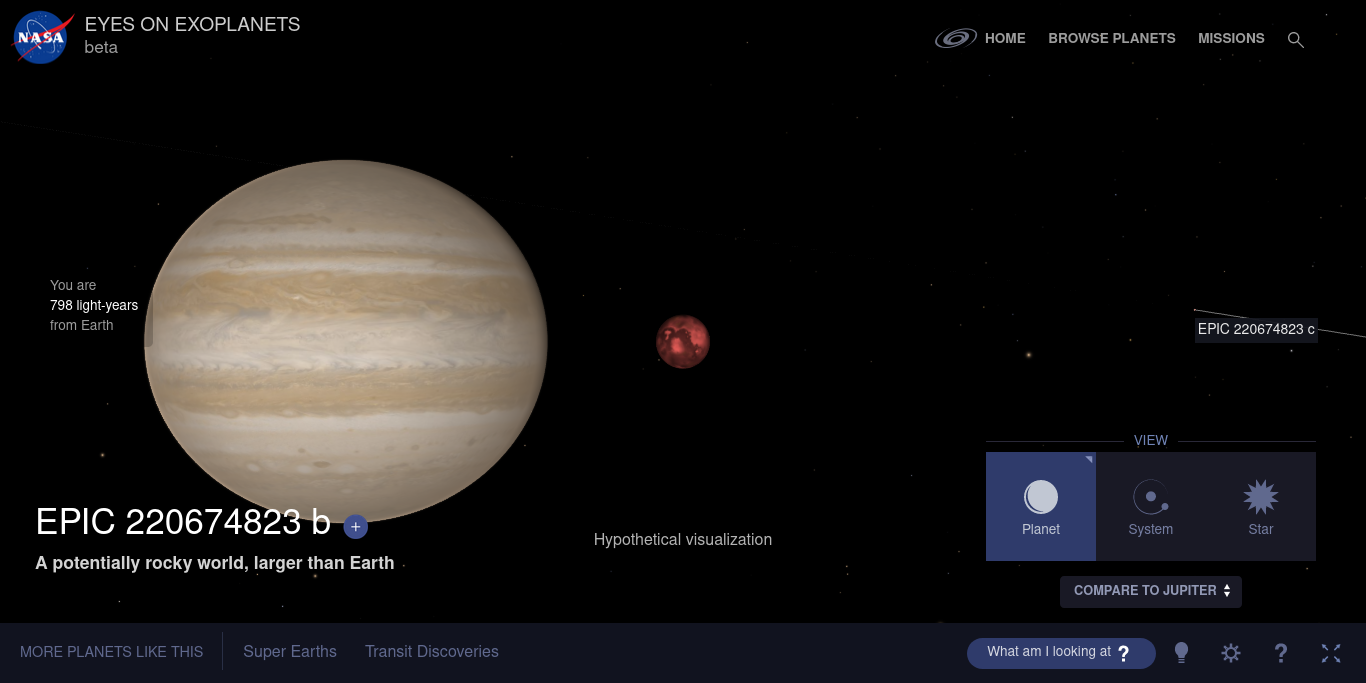 NASA
EYES ON EXOPLANETS
beta
HOME
BROWSE PLANETS
MISSIONS
You are
798 light-years
from Earth
EPIC 220674823 c
VIEW
Planet
System
Star
EPIC 220674823 b +
A potentially rocky world, larger than Earth
Hypothetical visualization
COMPARE TO JUPITER
MORE PLANETS LIKE THIS
Super Earths
Transit Discoveries
What am I looking at ?
?